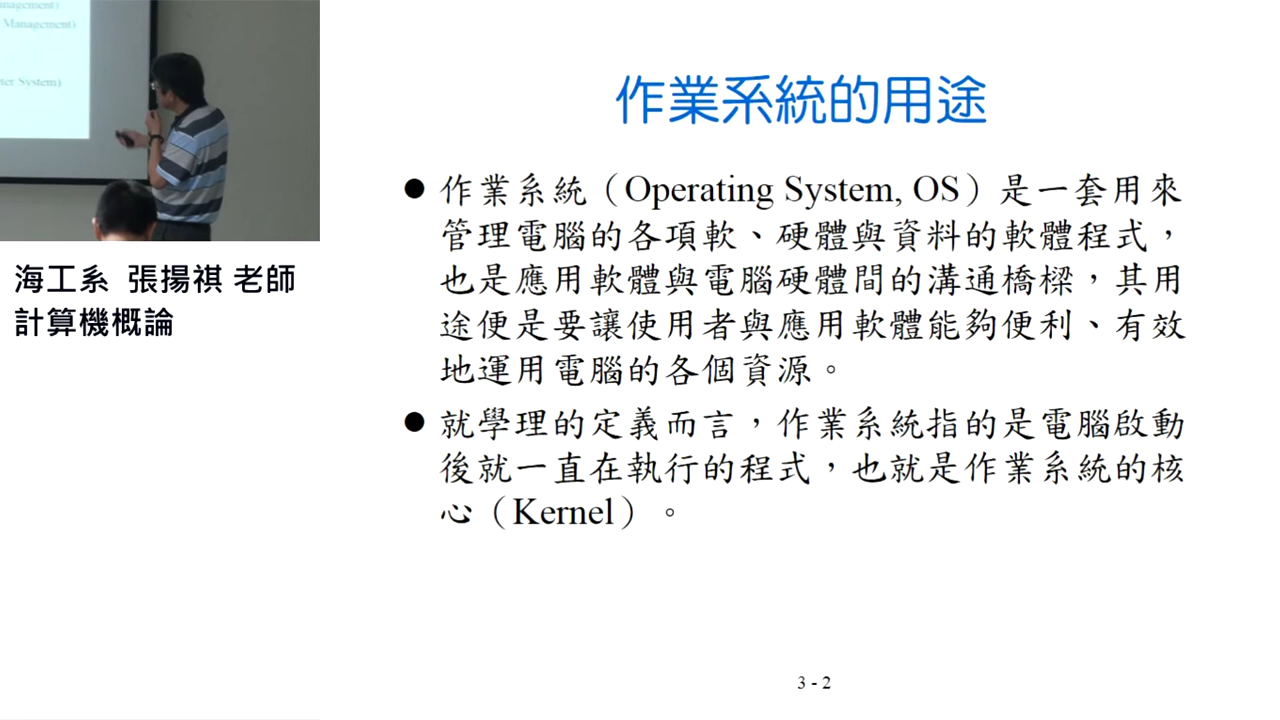 Management)
ter System)
海工系 張揚祺 老師
計算機概論
作業系統的用途
● 作業系統（Operating System, OS）是一套用來
管理電腦的各項軟、硬體與資料的軟體程式，
也是應用軟體與電腦硬體間的溝通橋樑，其用
途便是要讓使用者與應用軟體能夠便利、有效
地運用電腦的各個資源。
● 就學理的定義而言，作業系統指的是電腦啟動
後就一直在執行的程式，也就是作業系統的核
心（Kernel）。
3 - 2